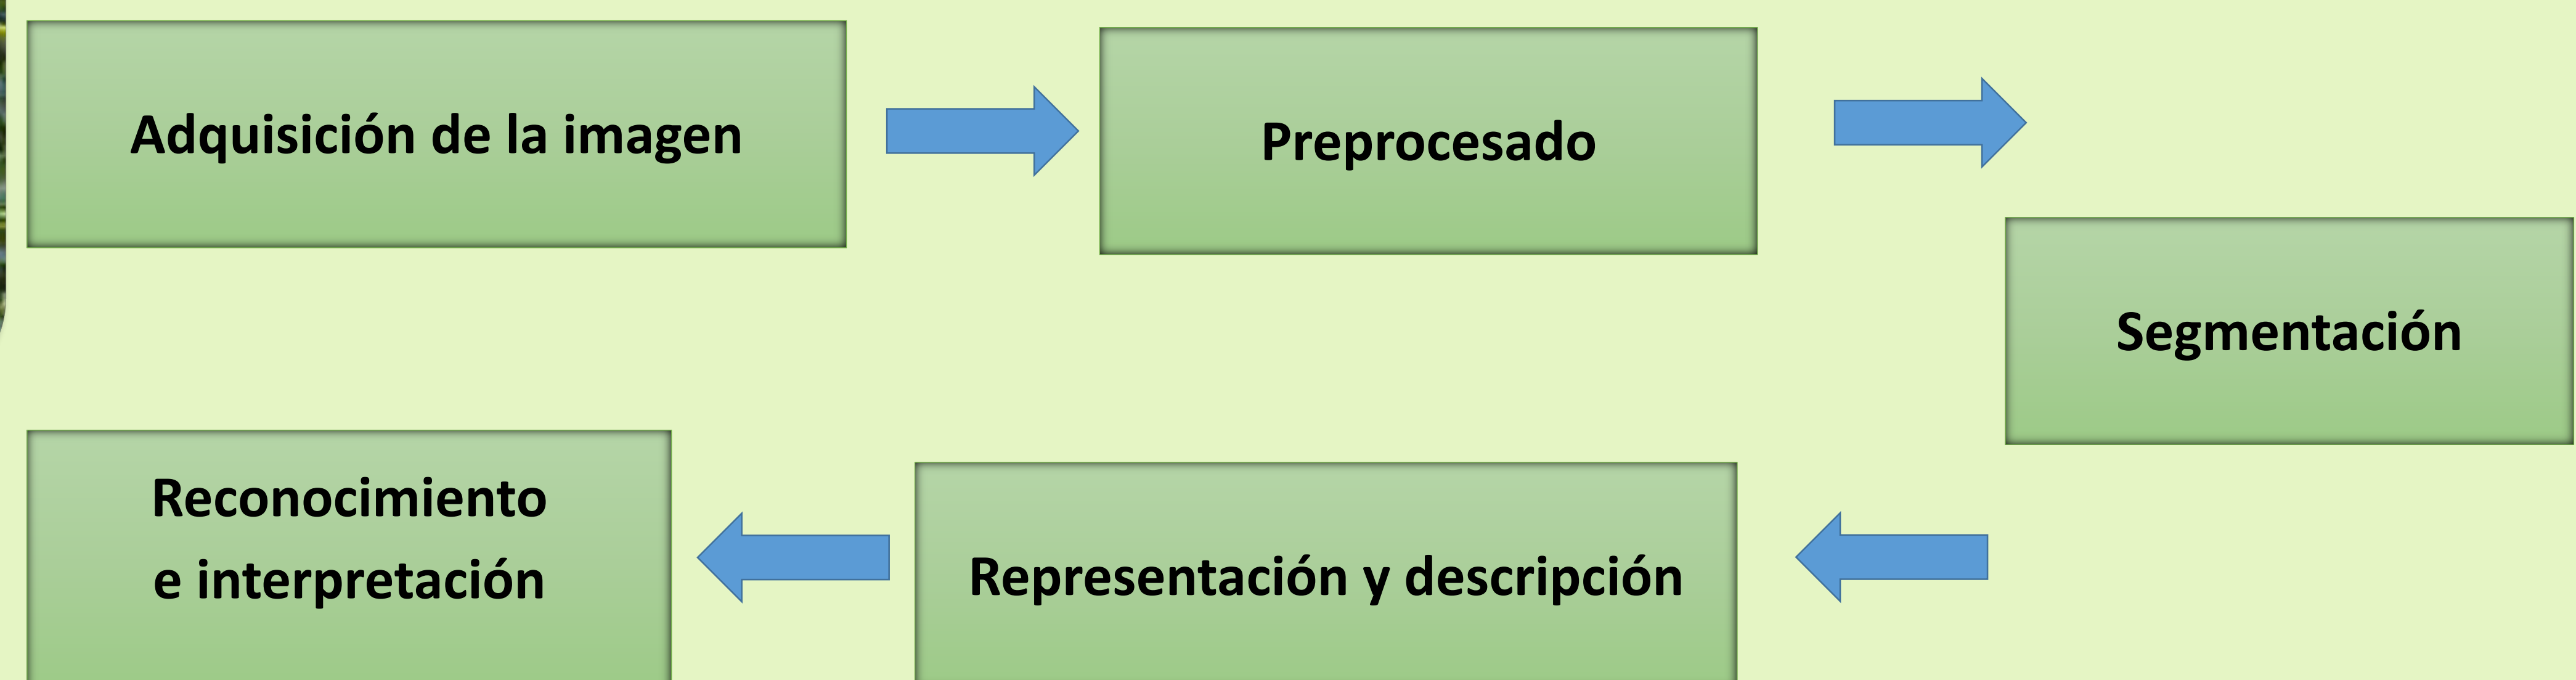 Adquisición de la imagen
Preprocesado
Segmentación
Representación y descripción
Reconocimiento
e interpretación